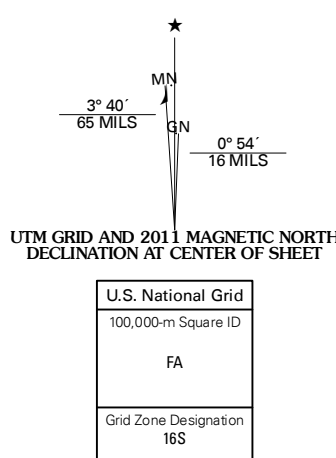 ★
MN
3° 40´
65 MILS
GN
0° 54´
16 MILS
UTM GRID AND 2011 MAGNETIC NORTH
DECLINATION AT CENTER OF SHEET
U.S. National Grid
100,000-m Square ID
FA
Grid Zone Designation
16S